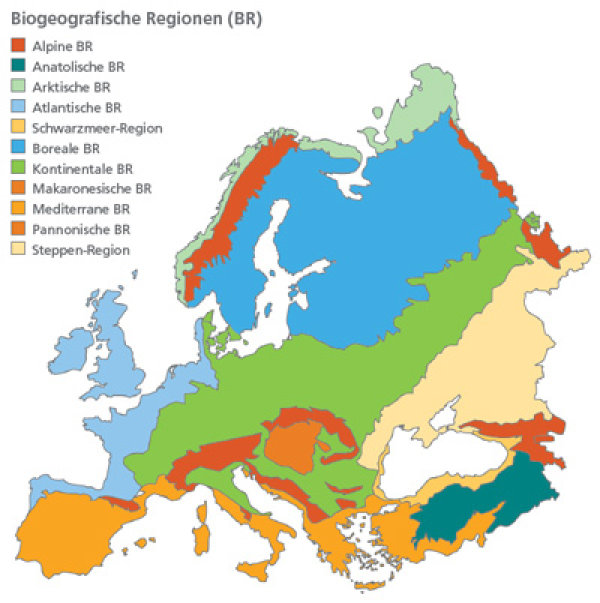 Biogeografische Regionen (BR)
Alpine BR
Anatolische BR
Arktische BR
Atlantische BR
Schwarzmeer-Region
Boreale BR
Kontinentale BR
Makaronesische BR
Mediterrane BR
Pannonische BR
Steppen-Region